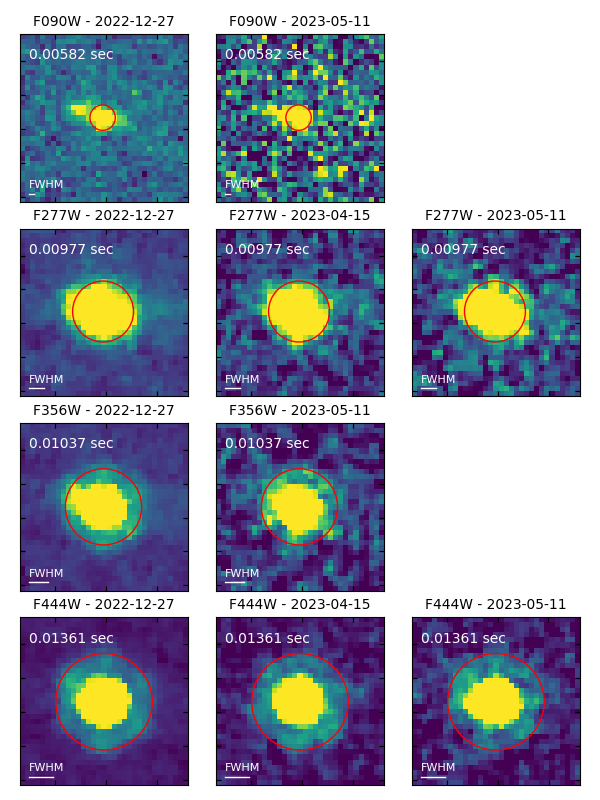 F090W - 2022-12-27
F090W - 2023-05-11
0.00582 sec
0.00582 sec
FWHM
FWHM
F277W - 2022-12-27
F277W - 2023-04-15
F277W - 2023-05-11
0.00977 sec
0.00977 sec
0.00977 sec
FWHM
FWHM
FWHM
F356W - 2022-12-27
F356W - 2023-05-11
0.01037 sec
0.01037 sec
FWHM
FWHM
F444W - 2022-12-27
F444W - 2023-04-15
F444W - 2023-05-11
0.01361 sec
0.01361 sec
0.01361 sec
FWHM
FWHM
FWHM